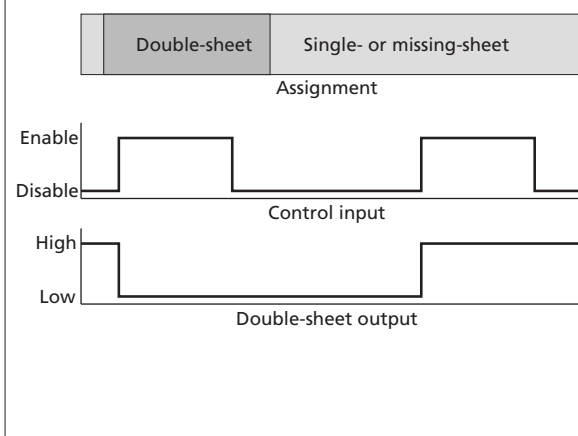 Double-sheet
Single- or missing-sheet
Assignment
Enable
Disable
Control input
High
Low
Double-sheet output